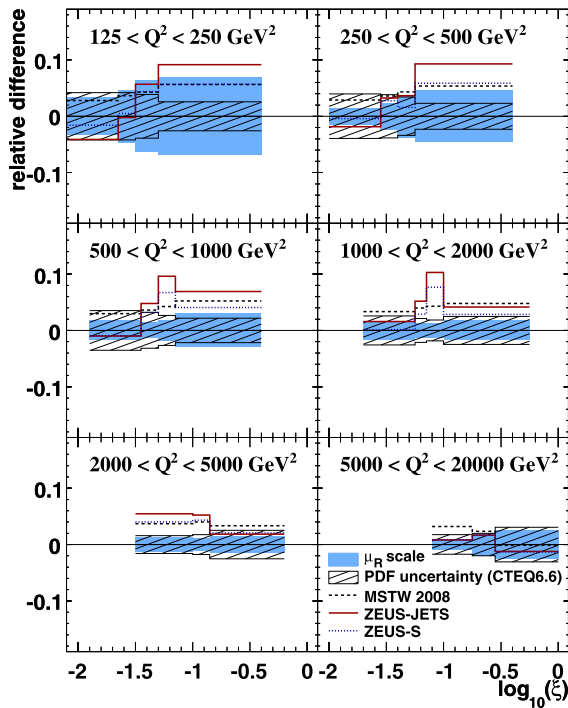 relative difference
125 < Q² < 250 GeV²
250 < Q² < 500 GeV²
0.1
0
-0.1
500 < Q² < 1000 GeV²
1000 < Q² < 2000 GeV²
0.1
0
-0.1
2000 < Q² < 5000 GeV²
5000 < Q² < 20000 GeV²
0.1
0
-0.1
μR scale
PDF uncertainty (CTEQ6.6)
MSTW 2008
ZEUS-JETS
ZEUS-S
-2 -1.5 -1 -0.5 0 -2 -1.5 -1 -0.5 0
log10(ξ)